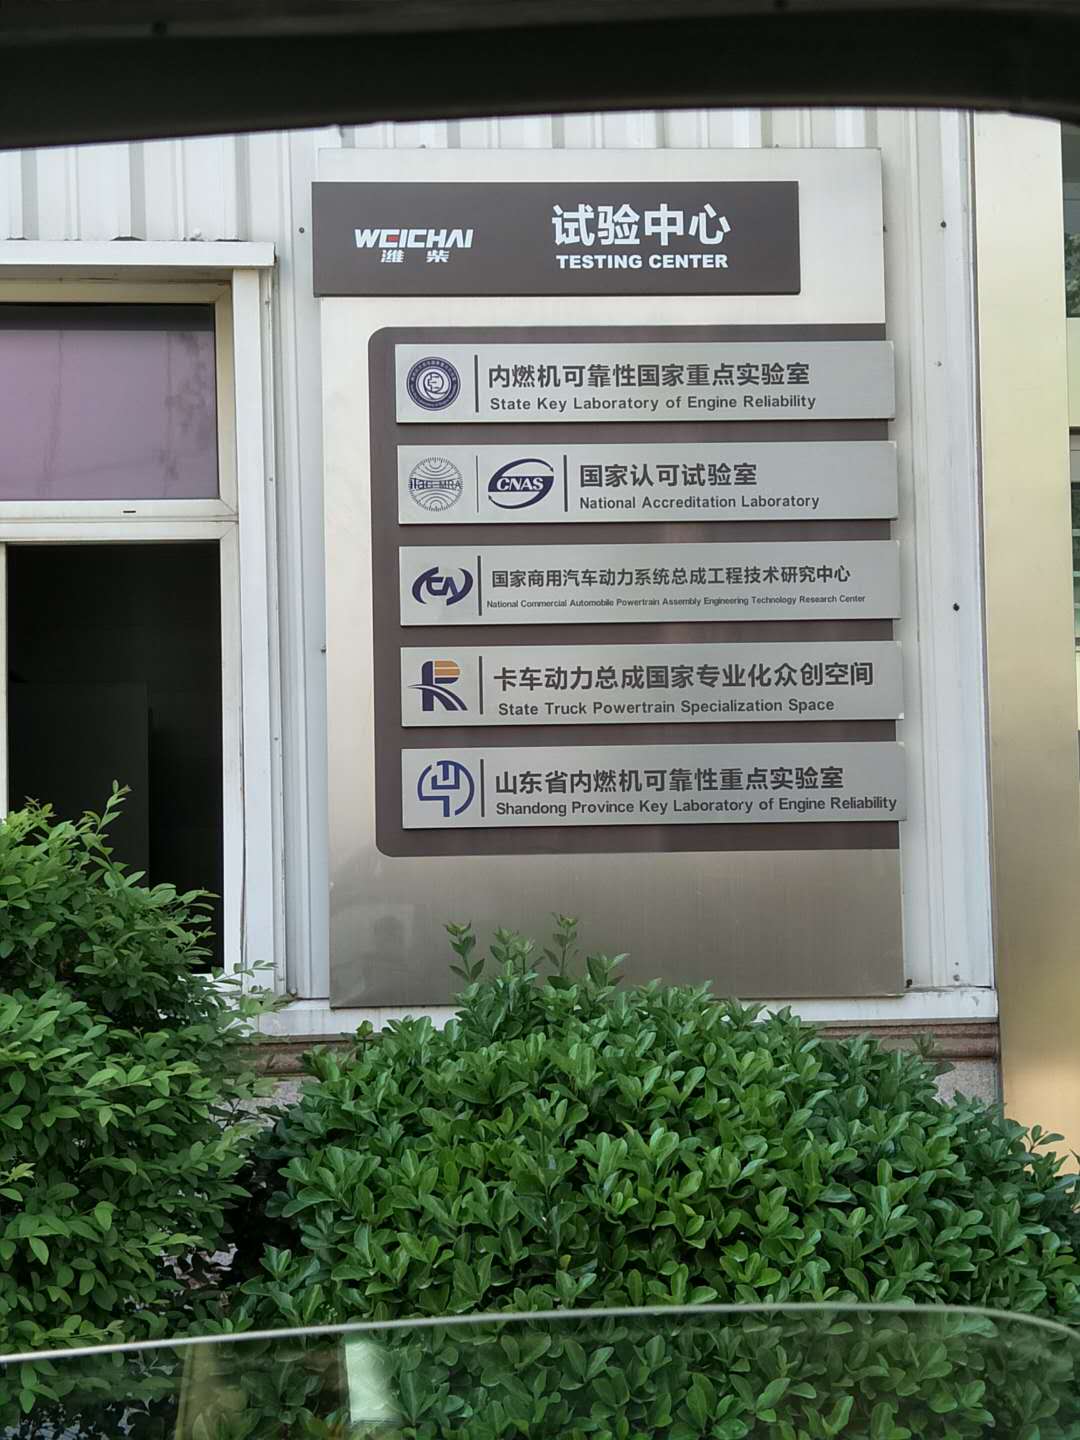 WEICHAI
潍柴
试验中心
TESTING CENTER
内燃机可靠性国家重点实验室
State Key Laboratory of Engine Reliability
ilac-MRA
CNAS
国家认可试验室
National Accreditation Laboratory
国家商用汽车动力系统总成工程技术研究中心
National Commercial Automobile Powertrain Assembly Engineering Technology Research Center
卡车动力总成国家专业化众创空间
State Truck Powertrain Specialization Space
山东省内燃机可靠性重点实验室
Shandong Province Key Laboratory of Engine Reliability